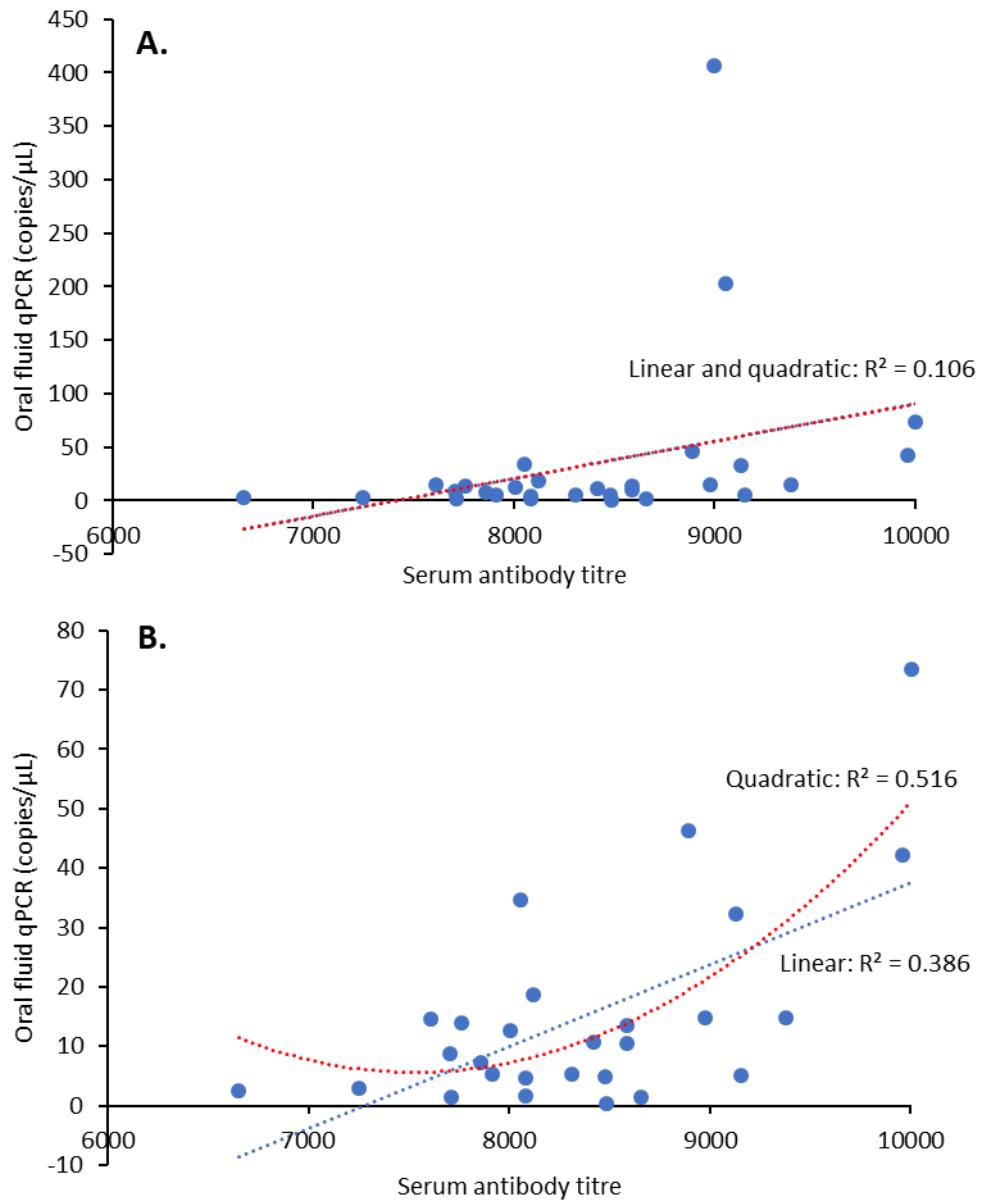 A.
450
400
350
300
250
200
150
100
50
0
-50
Oral fluid qPCR (copies/µL)
Linear and quadratic: R² = 0.106
6000 7000 8000 9000 10000
Serum antibody titre
B.
80
70
60
50
40
30
20
10
0
-10
Oral fluid qPCR (copies/µL)
Quadratic: R² = 0.516
Linear: R² = 0.386
6000 7000 8000 9000 10000
Serum antibody titre